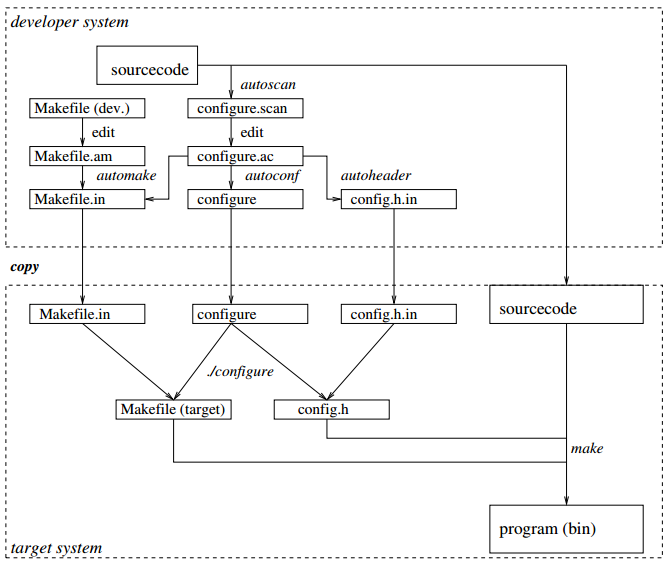 developer system
sourcecode
autoscan
Makefile (dev.)
configure.scan
edit
edit
Makefile.am
configure.ac
automake
autoconf
autoheader
Makefile.in
configure
config.h.in
copy
Makefile.in
configure
config.h.in
sourcecode
./configure
Makefile (target)
config.h
make
program (bin)
target system